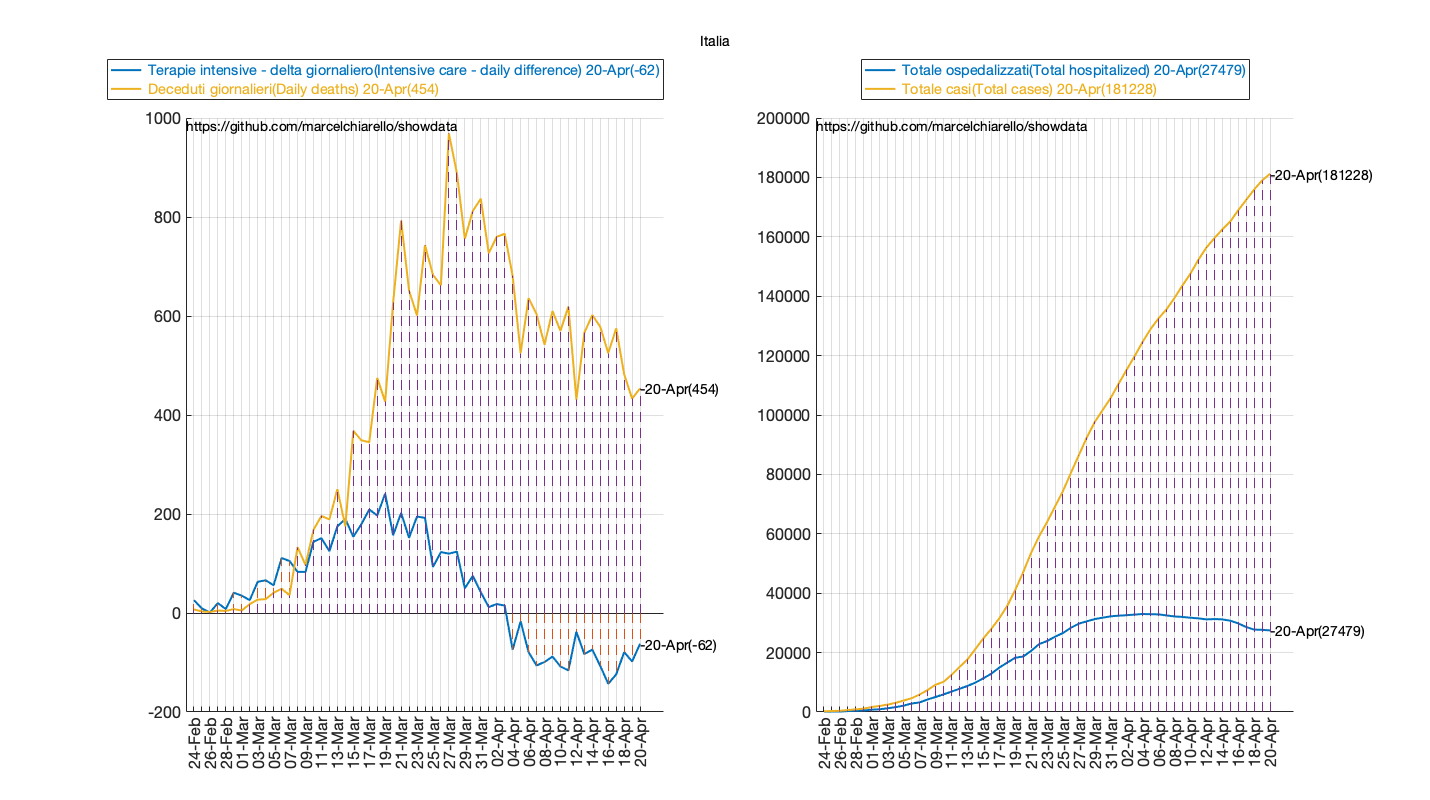 Italia
Terapie intensive - delta giornaliero(Intensive care - daily difference) 20-Apr(-62)
Deceduti giornalieri(Daily deaths) 20-Apr(454)
1000
https://github.com/marcelchiarello/showdata
800
600
400
200
0
-200
-20-Apr(454)
-20-Apr(-62)
24-Feb
26-Feb
28-Feb
01-Mar
03-Mar
05-Mar
07-Mar
09-Mar
11-Mar
13-Mar
15-Mar
17-Mar
19-Mar
21-Mar
23-Mar
25-Mar
27-Mar
29-Mar
31-Mar
02-Apr
04-Apr
06-Apr
08-Apr
10-Apr
12-Apr
14-Apr
16-Apr
18-Apr
20-Apr
Totale ospedalizzati(Total hospitalized) 20-Apr(27479)
Totale casi(Total cases) 20-Apr(181228)
200000
https://github.com/marcelchiarello/showdata
180000
160000
140000
120000
100000
80000
60000
40000
20000
0
-20-Apr(181228)
-20-Apr(27479)
24-Feb
26-Feb
28-Feb
01-Mar
03-Mar
05-Mar
07-Mar
09-Mar
11-Mar
13-Mar
15-Mar
17-Mar
19-Mar
21-Mar
23-Mar
25-Mar
27-Mar
29-Mar
31-Mar
02-Apr
04-Apr
06-Apr
08-Apr
10-Apr
12-Apr
14-Apr
16-Apr
18-Apr
20-Apr